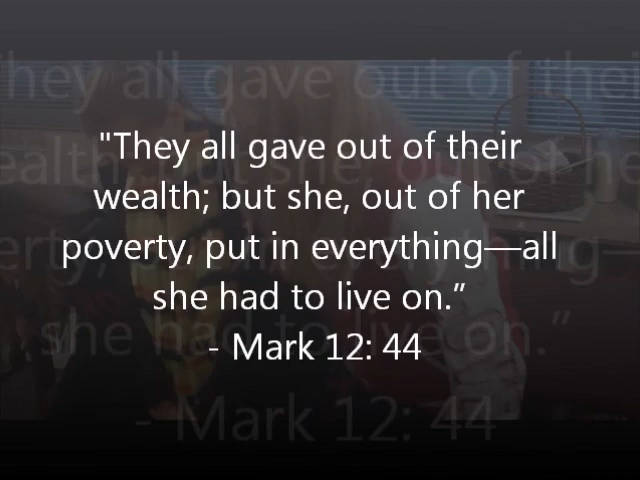 "They all gave out of their
wealth; but she, out of her
poverty, put in everything—all
she had to live on.”
- Mark 12: 44